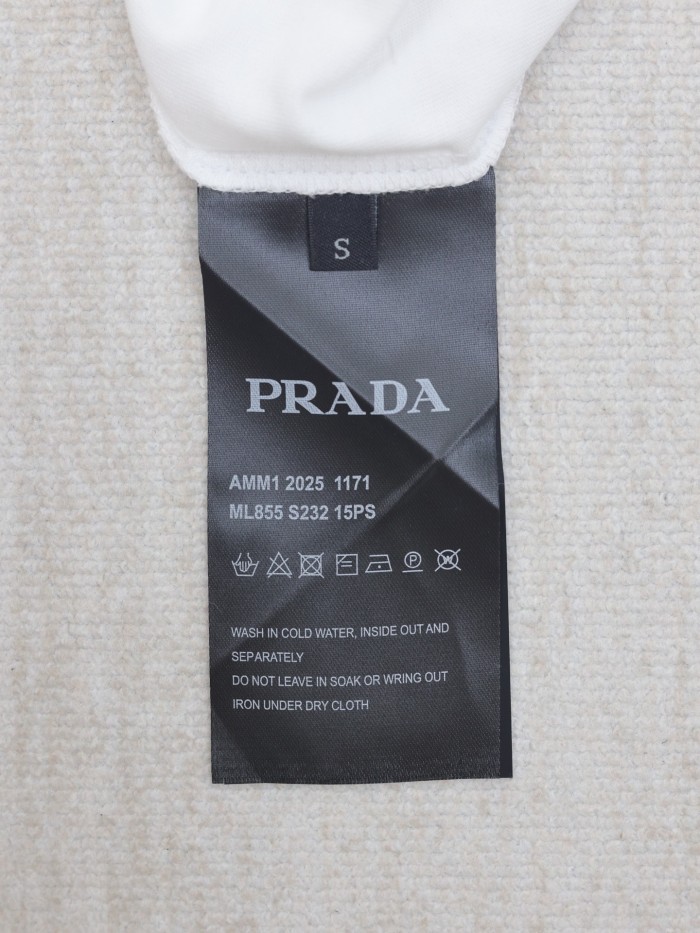 S
PRADA
AMM1 2025 1171
ML855 S232 15PS
P W
WASH IN COLD WATER, INSIDE OUT AND
SEPARATELY
DO NOT LEAVE IN SOAK OR WRING OUT
IRON UNDER DRY CLOTH